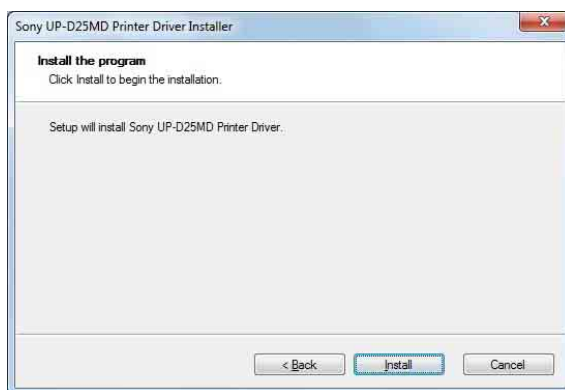 Sony UP-D25MD Printer Driver Installer
Install the program
Click Install to begin the installation.
Setup will install Sony UP-D25MD Printer Driver.
< Back Install Cancel